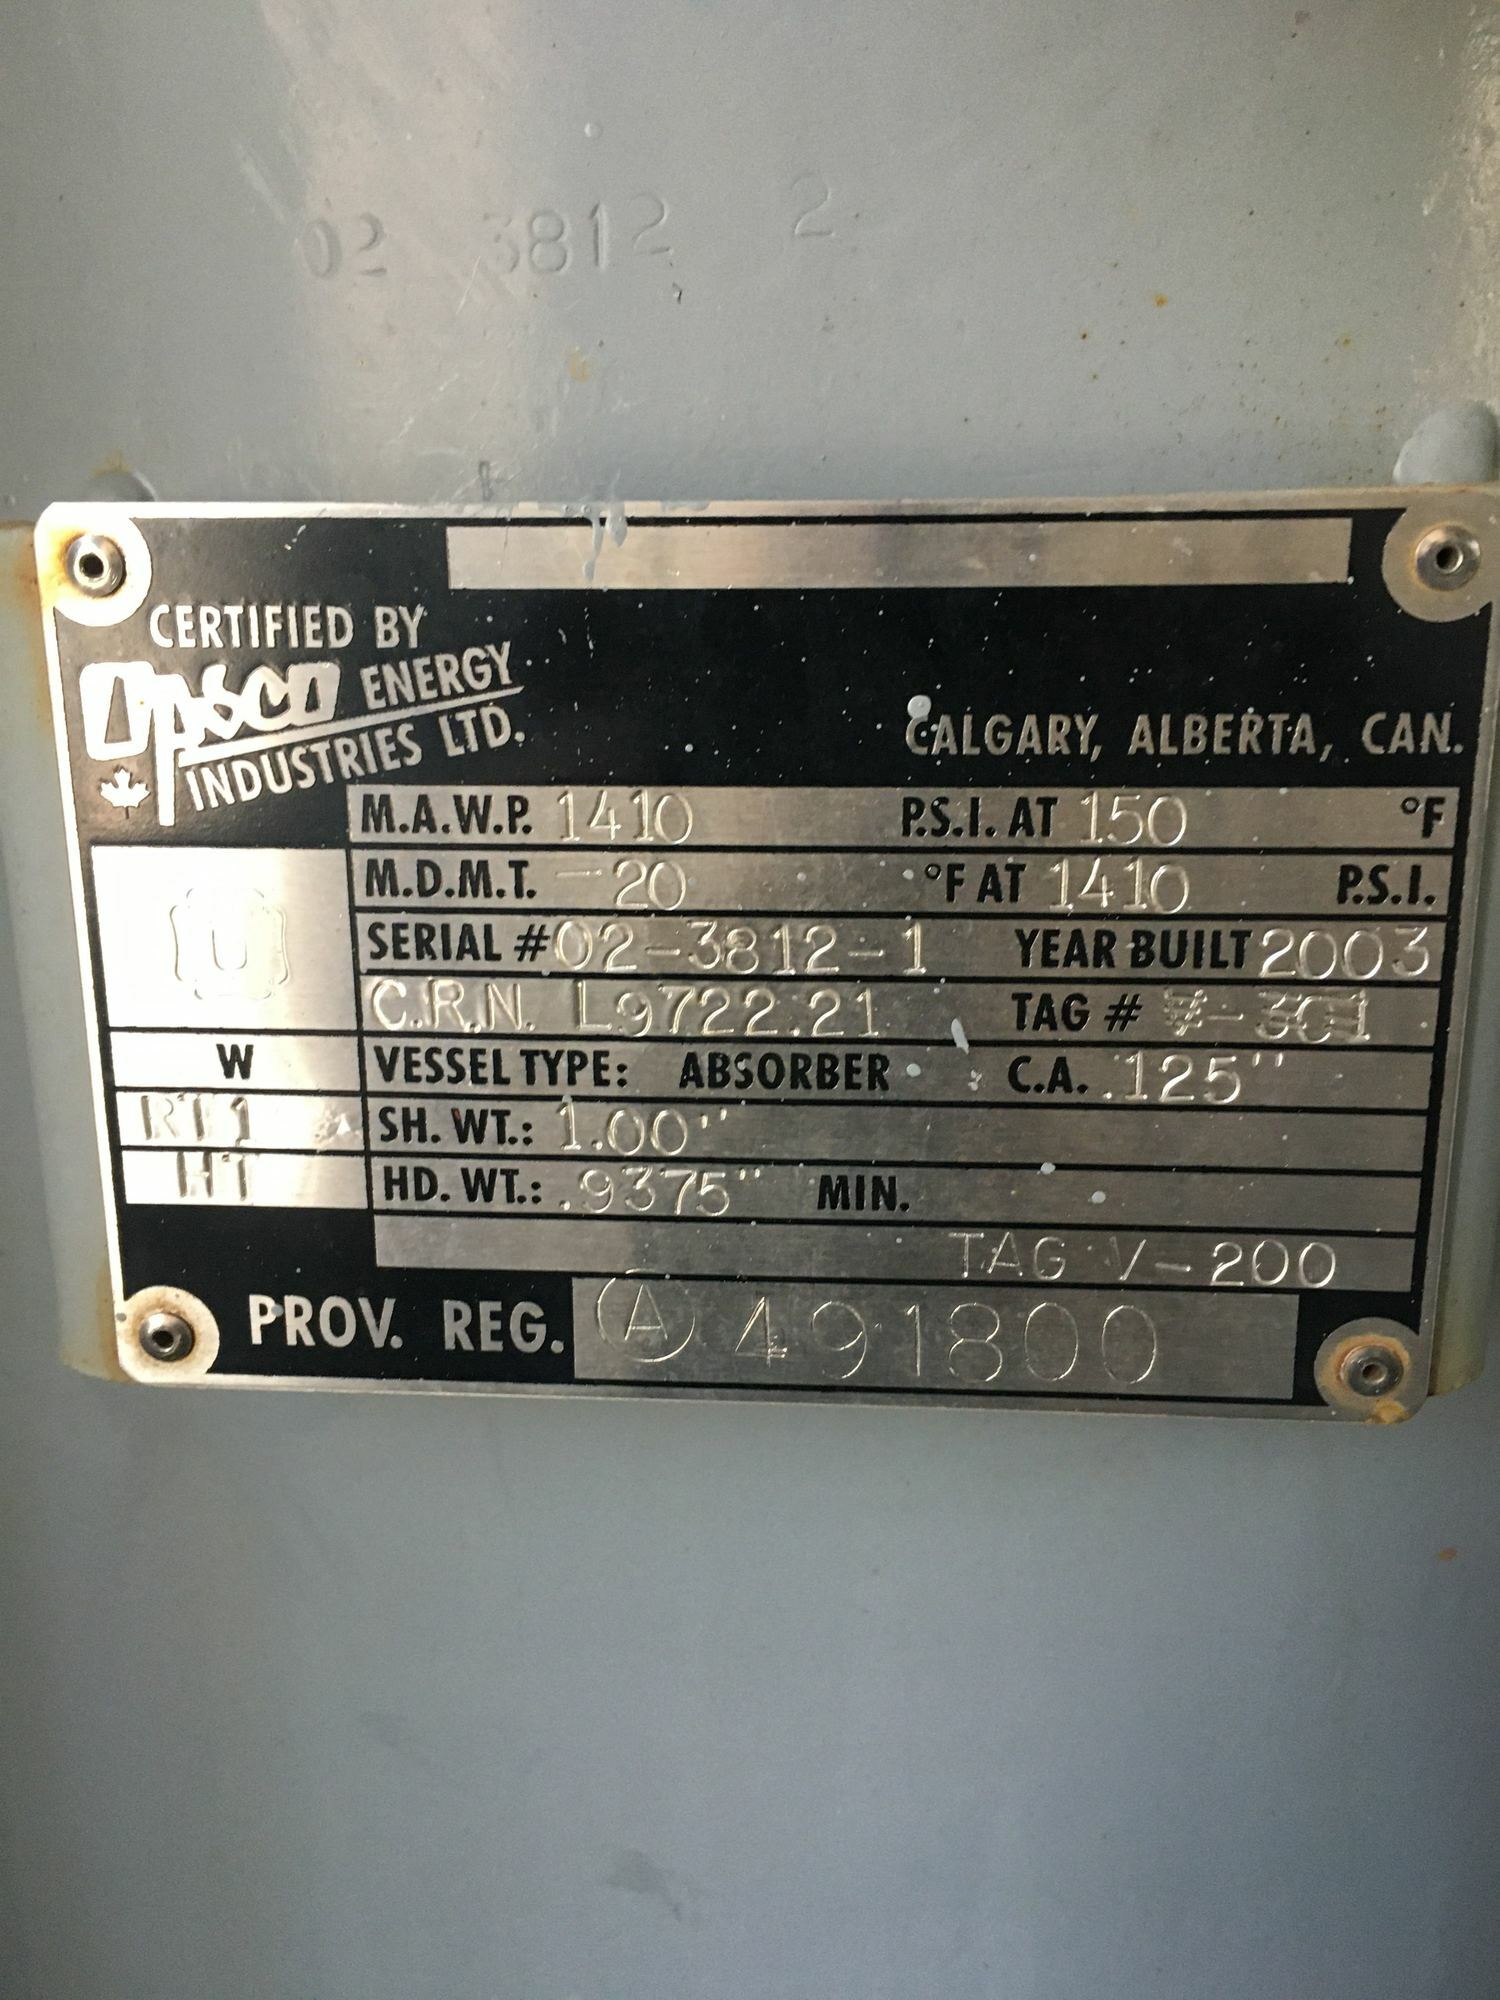 02 3812 2
CERTIFIED BY
Opsco ENERGY
INDUSTRIES LTD.
CALGARY, ALBERTA, CAN.
M.A.W.P. 1410 P.S.I. AT 150 °F
M.D.M.T. -20 °F AT 1410 P.S.I.
U
SERIAL # 02-3812-1 YEAR BUILT 2003
C.R.N. L9722.21 TAG #
W
VESSEL TYPE: ABSORBER C.A. .125"
RT1
SH. WT.: 1.00"
HT
HD. WT.: .9375" MIN.
TAG V-200
PROV. REG. A 491800